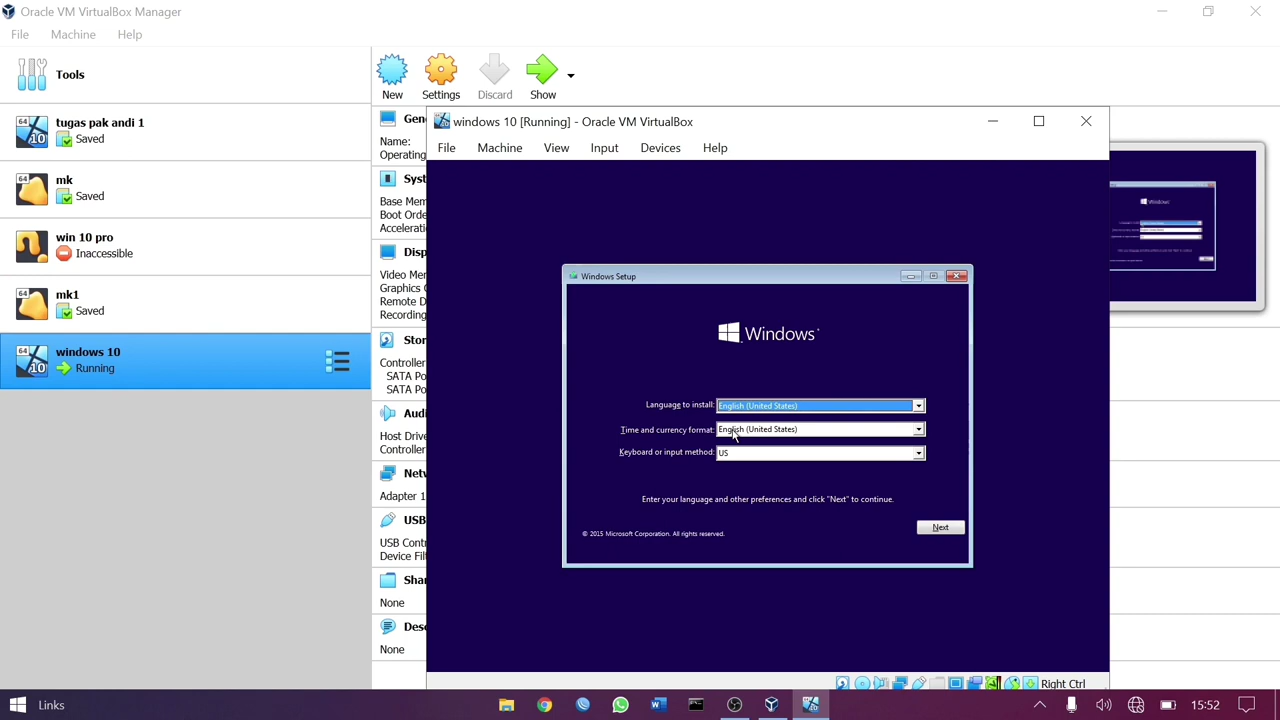 Oracle VM VirtualBox Manager
File Machine Help
Tools
New Settings Discard Show
tugas pak andi 1
Saved
mk
Saved
win 10 pro
Inaccessible
mk1
Saved
windows 10
Running
Gen
Name:
Operating
Syst
Base Mem
Boot Orde
Acceleratio
Disp
Video Mem
Graphics C
Remote D
Recording
Stor
Controller
SATA Po
SATA Po
Audi
Host Drive
Controller
Netv
Adapter 1
USB
USB Cont
Device Filt
Shar
None
Desc
None
windows 10 [Running] - Oracle VM VirtualBox
File Machine View Input Devices Help
Windows Setup
Windows
Language to install: English (United States)
Time and currency format: English (United States)
Keyboard or input method: US
Enter your language and other preferences and click "Next" to continue.
Next
© 2015 Microsoft Corporation. All rights reserved.
Right Ctrl
Links
15:52